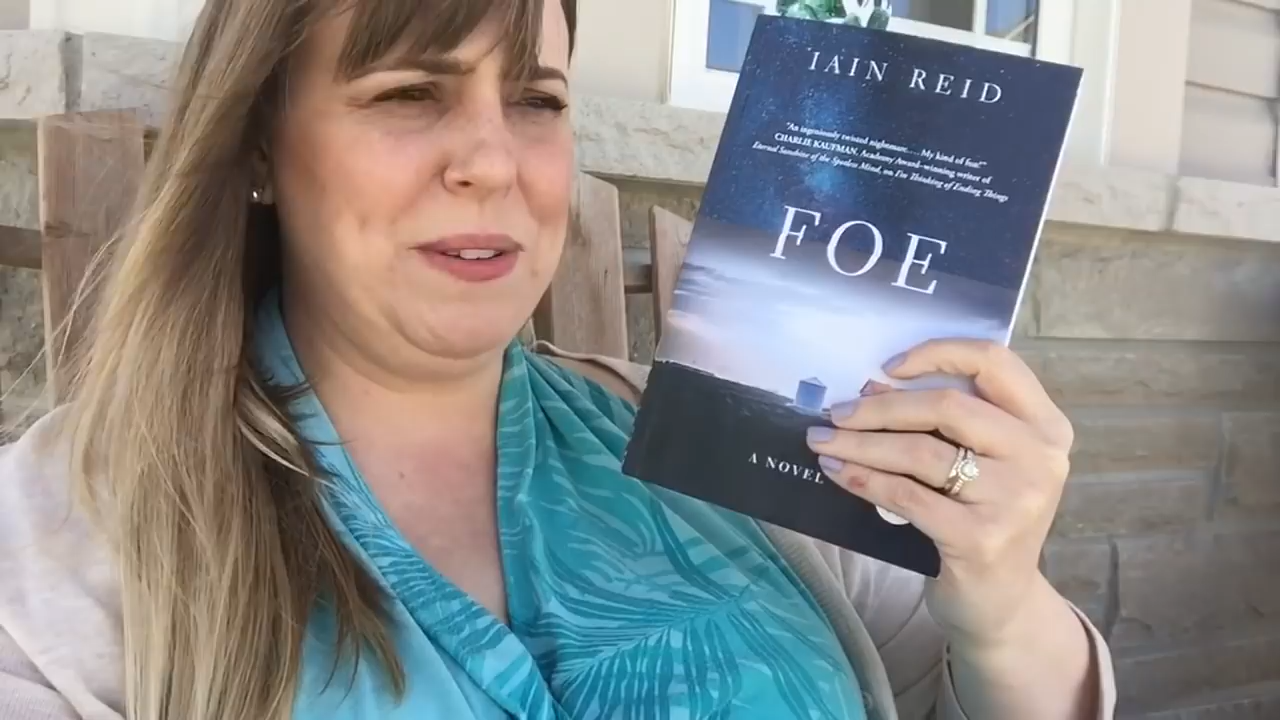 IAIN REID
"An ingeniously twisted nightmare.... My kind of fun!"
CHARLIE KAUFMAN, Academy Award–winning writer of
Eternal Sunshine of the Spotless Mind, on I'm Thinking of Ending Things
FOE
A NOVEL